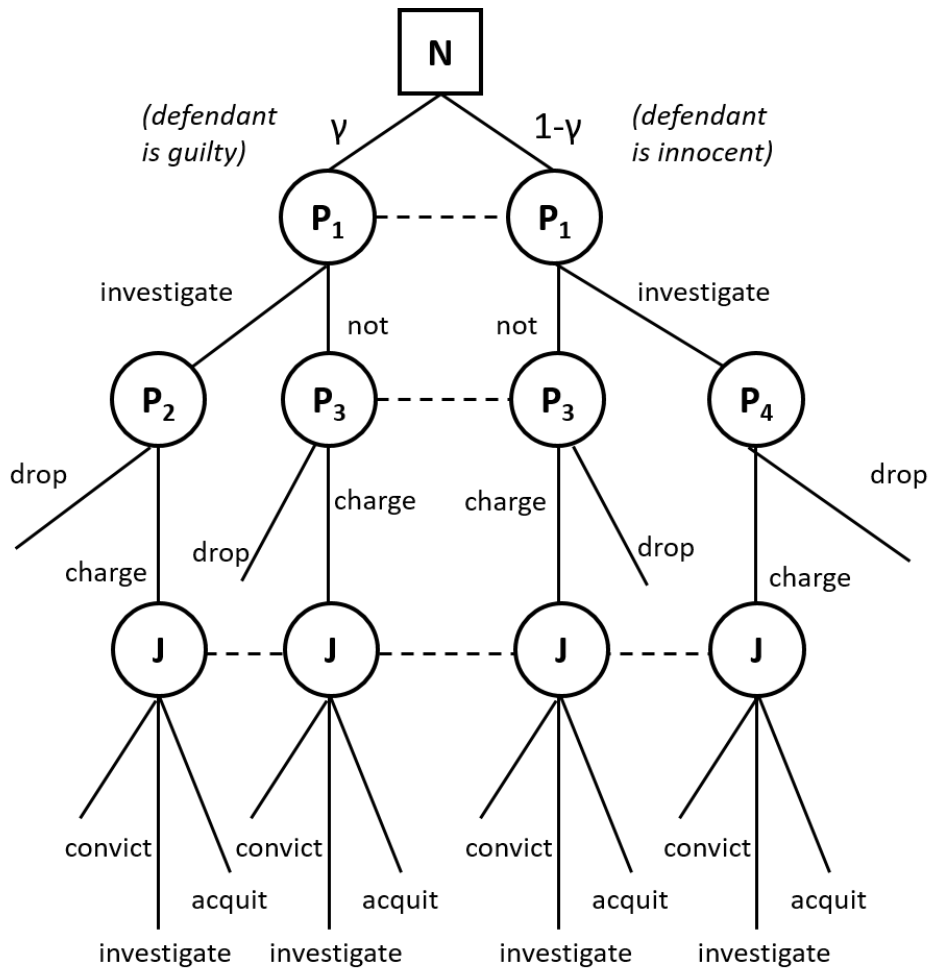 N
(defendant
is guilty)
γ
1-γ
(defendant
is innocent)
P1
P1
investigate
not
not
investigate
P2
P3
P3
P4
drop
charge
charge
drop
drop
drop
charge
charge
J
J
J
J
convict
convict
convict
convict
acquit
acquit
acquit
acquit
investigate
investigate
investigate
investigate